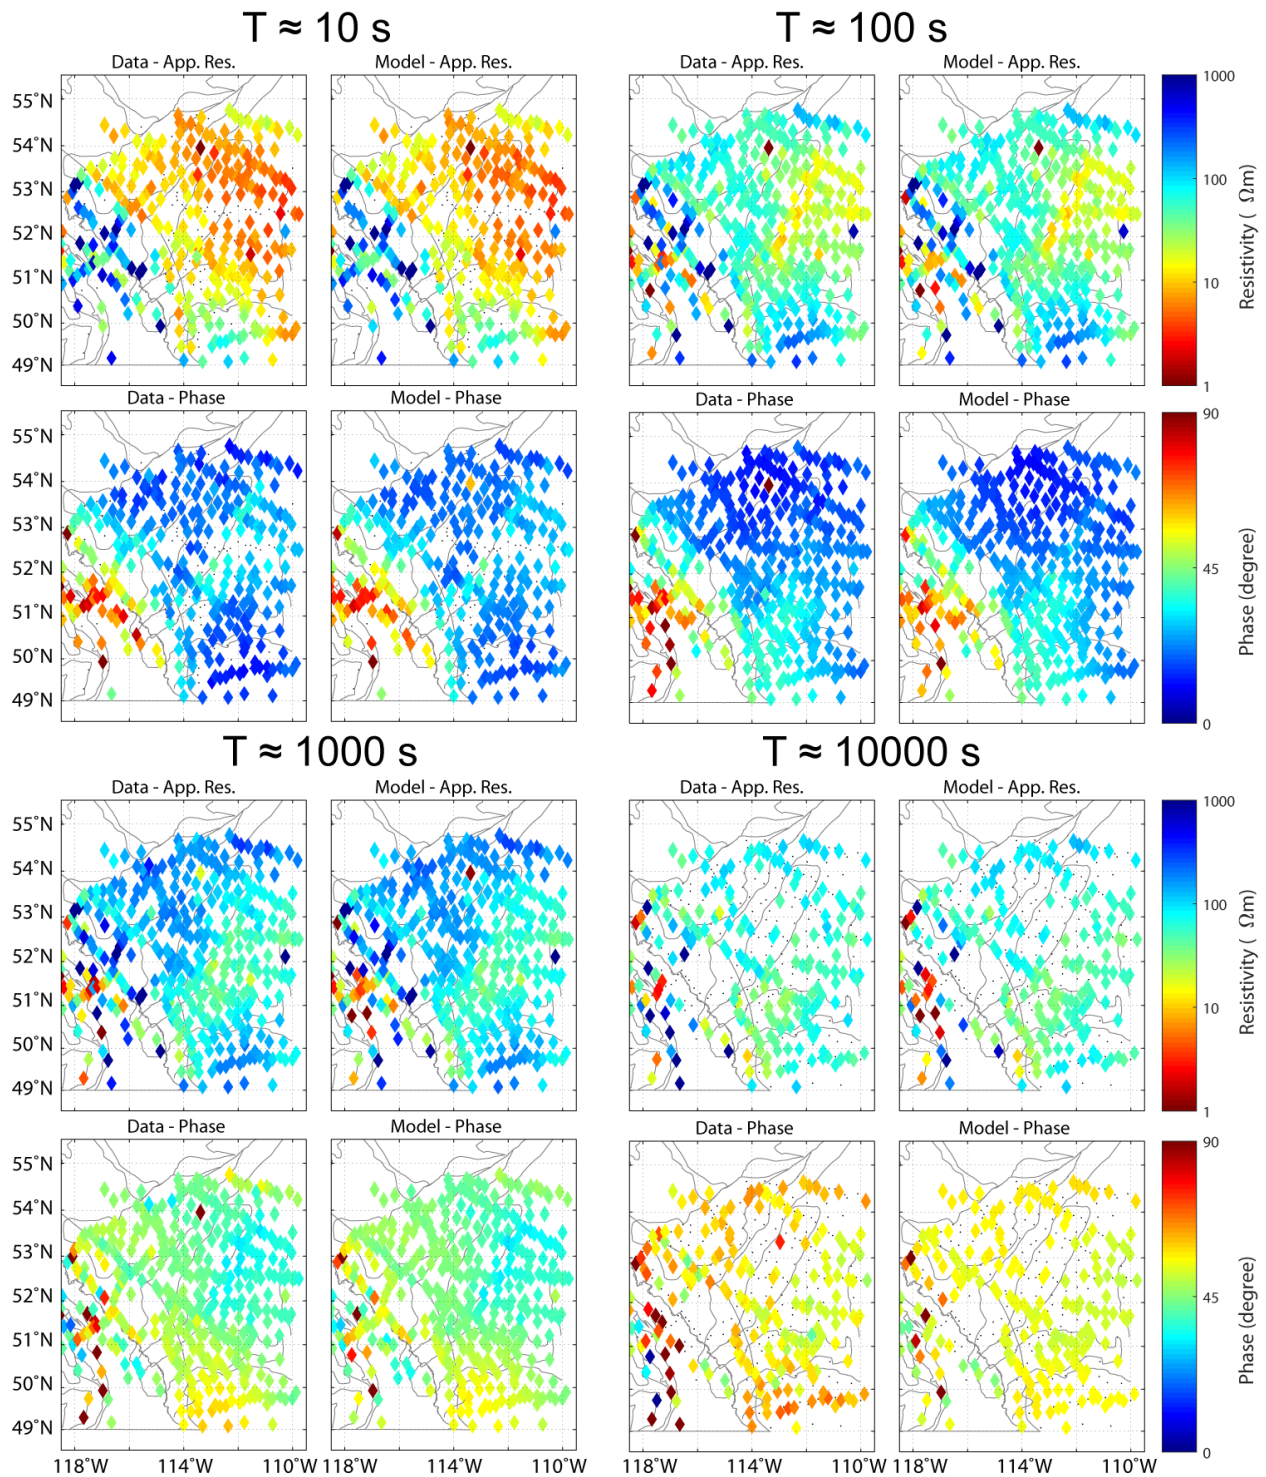 T ≈ 10 s
T ≈ 100 s
Data - App. Res.
Model - App. Res.
Data - App. Res.
Model - App. Res.
55°N
54°N
53°N
52°N
51°N
50°N
49°N
1000
100
10
1
Resistivity ( Ωm)
Data - Phase
Model - Phase
Data - Phase
Model - Phase
55°N
54°N
53°N
52°N
51°N
50°N
49°N
90
45
0
Phase (degree)
T ≈ 1000 s
T ≈ 10000 s
Data - App. Res.
Model - App. Res.
Data - App. Res.
Model - App. Res.
55°N
54°N
53°N
52°N
51°N
50°N
49°N
1000
100
10
1
Resistivity ( Ωm)
Data - Phase
Model - Phase
Data - Phase
Model - Phase
55°N
54°N
53°N
52°N
51°N
50°N
49°N
90
45
0
Phase (degree)
118°W 114°W 110°W
118°W 114°W 110°W
118°W 114°W 110°W
118°W 114°W 110°W